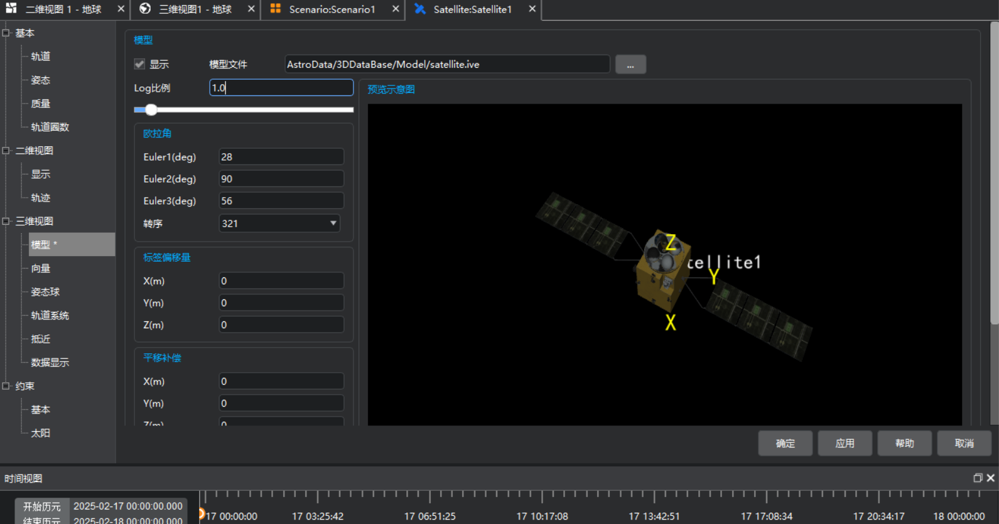 二维视图 1 - 地球
三维视图1 - 地球
Scenario:Scenario1
Satellite:Satellite1
基本
轨道
姿态
质量
轨道圈数
二维视图
显示
轨迹
三维视图
模型 *
向量
姿态球
轨道系统
抵近
数据显示
约束
基本
太阳
模型
显示
模型文件
AstroData/3DDataBase/Model/satellite.ive
...
Log比例
1.0
欧拉角
Euler1(deg)
28
Euler2(deg)
90
Euler3(deg)
56
转序
321
标签偏移量
X(m)
0
Y(m)
0
Z(m)
0
平移补偿
X(m)
0
Y(m)
0
Z(m)
0
预览示意图
Z
tellite1
Y
X
确定
应用
帮助
取消
时间视图
开始历元 2025-02-17 00:00:00.000
结束历元 2025-02-18 00:00:00.000
17 00:00:00
17 03:25:42
17 06:51:25
17 10:17:08
17 13:42:51
17 17:08:34
17 20:34:17
18 00:00:00